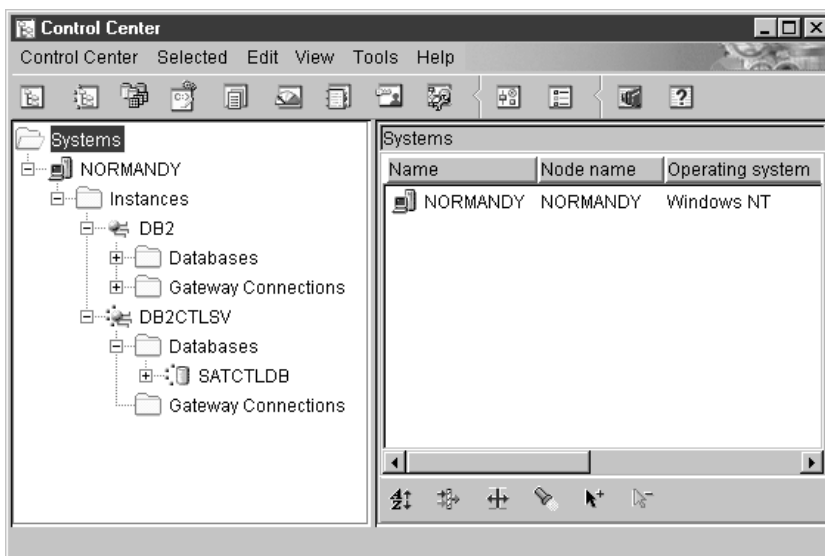 Control Center
Control Center Selected Edit View Tools Help
Systems
NORMANDY
Instances
DB2
Databases
Gateway Connections
DB2CTLSV
Databases
SATCTLDB
Gateway Connections
Systems
Name Node name Operating system
NORMANDY NORMANDY Windows NT